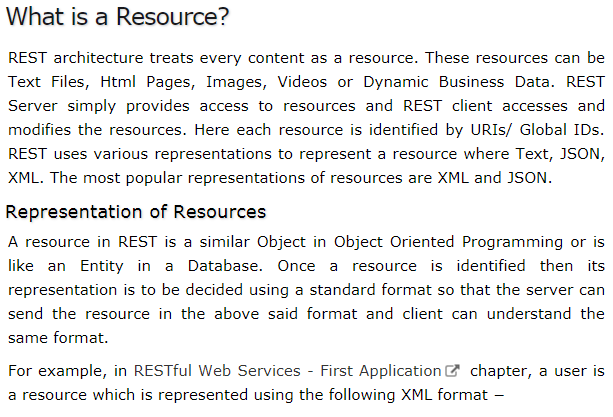 What is a Resource?
REST architecture treats every content as a resource. These resources can be
Text Files, Html Pages, Images, Videos or Dynamic Business Data. REST
Server simply provides access to resources and REST client accesses and
modifies the resources. Here each resource is identified by URIs/ Global IDs.
REST uses various representations to represent a resource where Text, JSON,
XML. The most popular representations of resources are XML and JSON.
Representation of Resources
A resource in REST is a similar Object in Object Oriented Programming or is
like an Entity in a Database. Once a resource is identified then its
representation is to be decided using a standard format so that the server can
send the resource in the above said format and client can understand the
same format.
For example, in RESTful Web Services - First Application chapter, a user is
a resource which is represented using the following XML format −